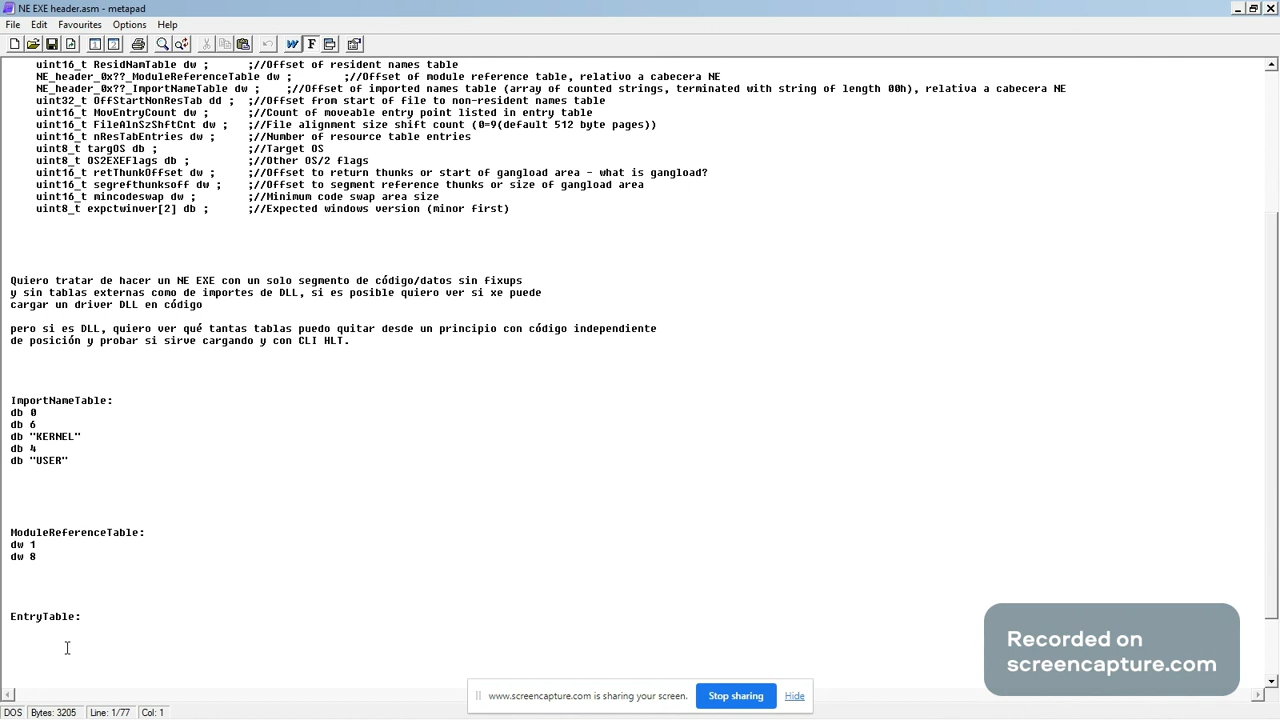 NE EXE header.asm - metapad
File Edit Favourites Options Help
uint16_t ResidNamTable dw ; ;//Offset of resident names table
NE_header_0x??_ModuleReferenceTable dw ; ;//Offset of module reference table, relativo a cabecera NE
NE_header_0x??_ImportNameTable dw ; ;//Offset of imported names table (array of counted strings, terminated with string of length 00h), relativa a cabecera NE
uint32_t OffStartNonResTab dd ; ;//Offset from start of file to non-resident names table
uint16_t MovEntryCount dw ; ;//Count of moveable entry point listed in entry table
uint16_t FileAlnSzShftCnt dw ; ;//File alignment size shift count (0=9(default 512 byte pages))
uint16_t nResTabEntries dw ; ;//Number of resource table entries
uint8_t targOS db ; ;//Target OS
uint8_t OS2EXEFlags db ; ;//Other OS/2 flags
uint16_t retThunkOffset dw ; ;//Offset to return thunks or start of gangload area - what is gangload?
uint16_t segrefthunksoff dw ; ;//Offset to segment reference thunks or size of gangload area
uint16_t mincodeswap dw ; ;//Minimum code swap area size
uint8_t expctwinver[2] db ; ;//Expected windows version (minor first)
Quiero tratar de hacer un NE EXE con un solo segmento de código/datos sin fixups
y sin tablas externas como de importes de DLL, si es posible quiero ver si xe puede
cargar un driver DLL en código
pero si es DLL, quiero ver qué tantas tablas puedo quitar desde un principio con código independiente
de posición y probar si sirve cargando y con CLI HLT.
ImportNameTable:
db 0
db 6
db "KERNEL"
db 4
db "USER"
ModuleReferenceTable:
dw 1
dw 8
EntryTable:
Recorded on
screencapture.com
www.screencapture.com is sharing your screen. Stop sharing Hide
DOS Bytes: 3205 Line: 1/77 Col: 1